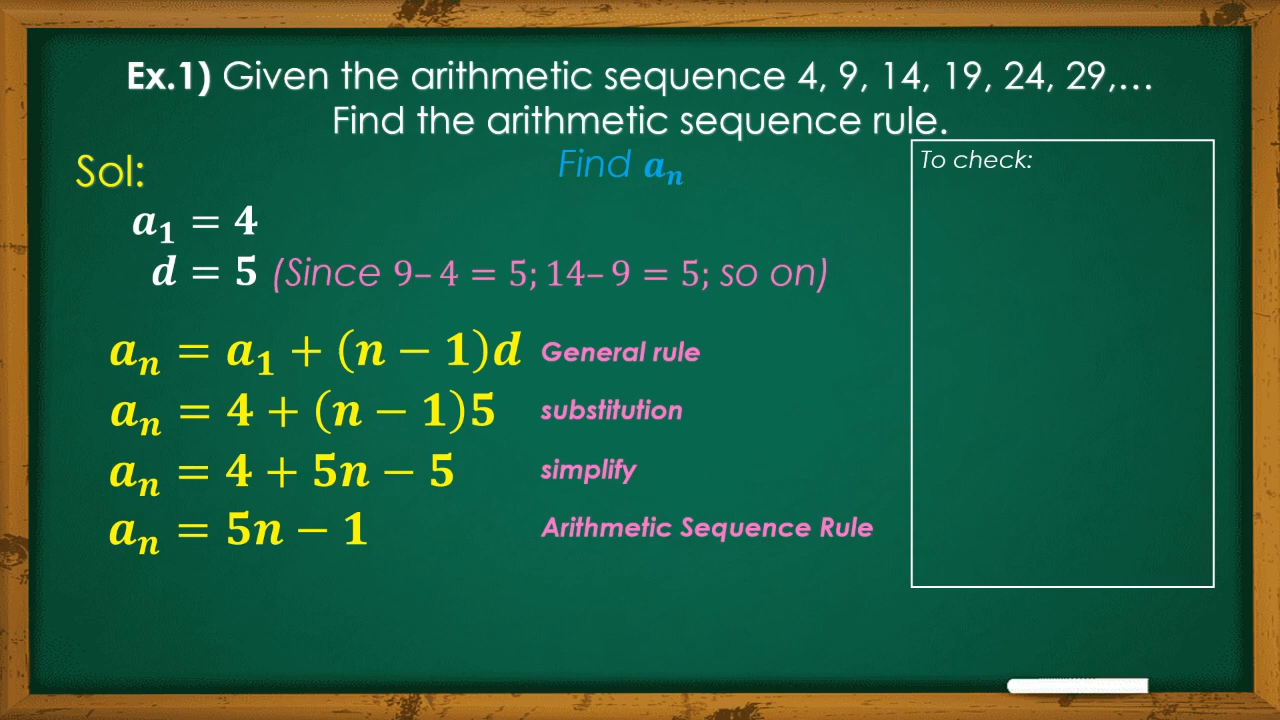 Ex.1) Given the arithmetic sequence 4, 9, 14, 19, 24, 29,…
Find the arithmetic sequence rule.
Find aₙ
Sol:
a₁ = 4
d = 5 (Since 9– 4 = 5; 14– 9 = 5; so on)
aₙ = a₁ + (n − 1)d General rule
aₙ = 4 + (n − 1)5 substitution
aₙ = 4 + 5n − 5 simplify
aₙ = 5n − 1 Arithmetic Sequence Rule
To check: